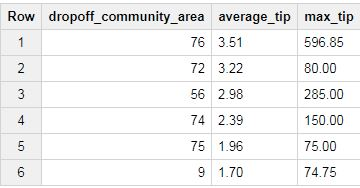 Row dropoff_community_area average_tip max_tip
1 76 3.51 596.85
2 72 3.22 80.00
3 56 2.98 285.00
4 74 2.39 150.00
5 75 1.96 75.00
6 9 1.70 74.75